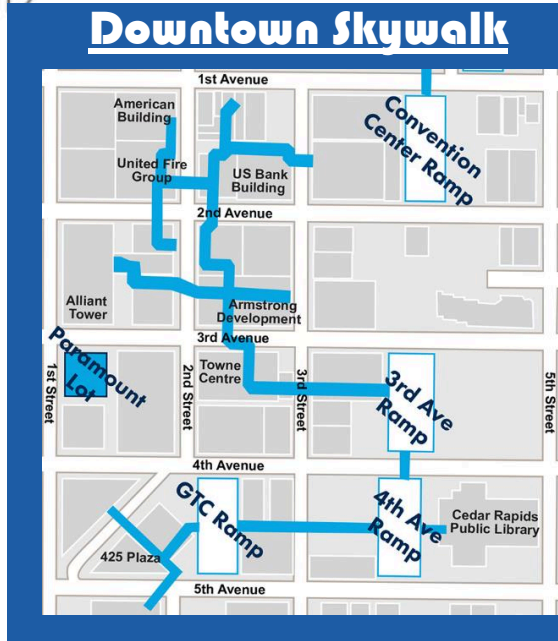 Downtown Skywalk
1st Avenue
American
Building
United Fire
Group
US Bank
Building
Convention
Center Ramp
2nd Avenue
Alliant
Tower
Armstrong
Development
3rd Avenue
Paramount
Lot
1st Street
2nd Street
Towne
Centre
3rd Street
3rd Ave
Ramp
5th Street
4th Avenue
GTC Ramp
4th Ave
Ramp
Cedar Rapids
Public Library
425 Plaza
5th Avenue